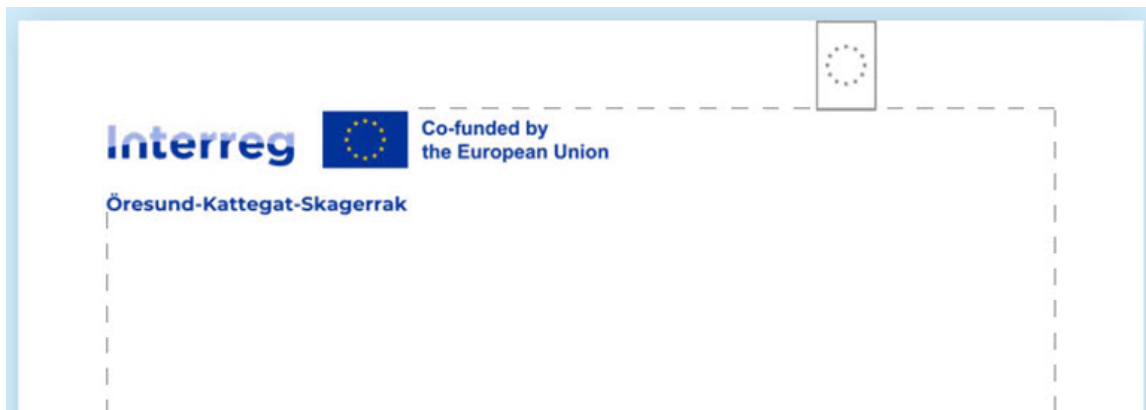 Interreg
Co-funded by
the European Union
Öresund-Kattegat-Skagerrak